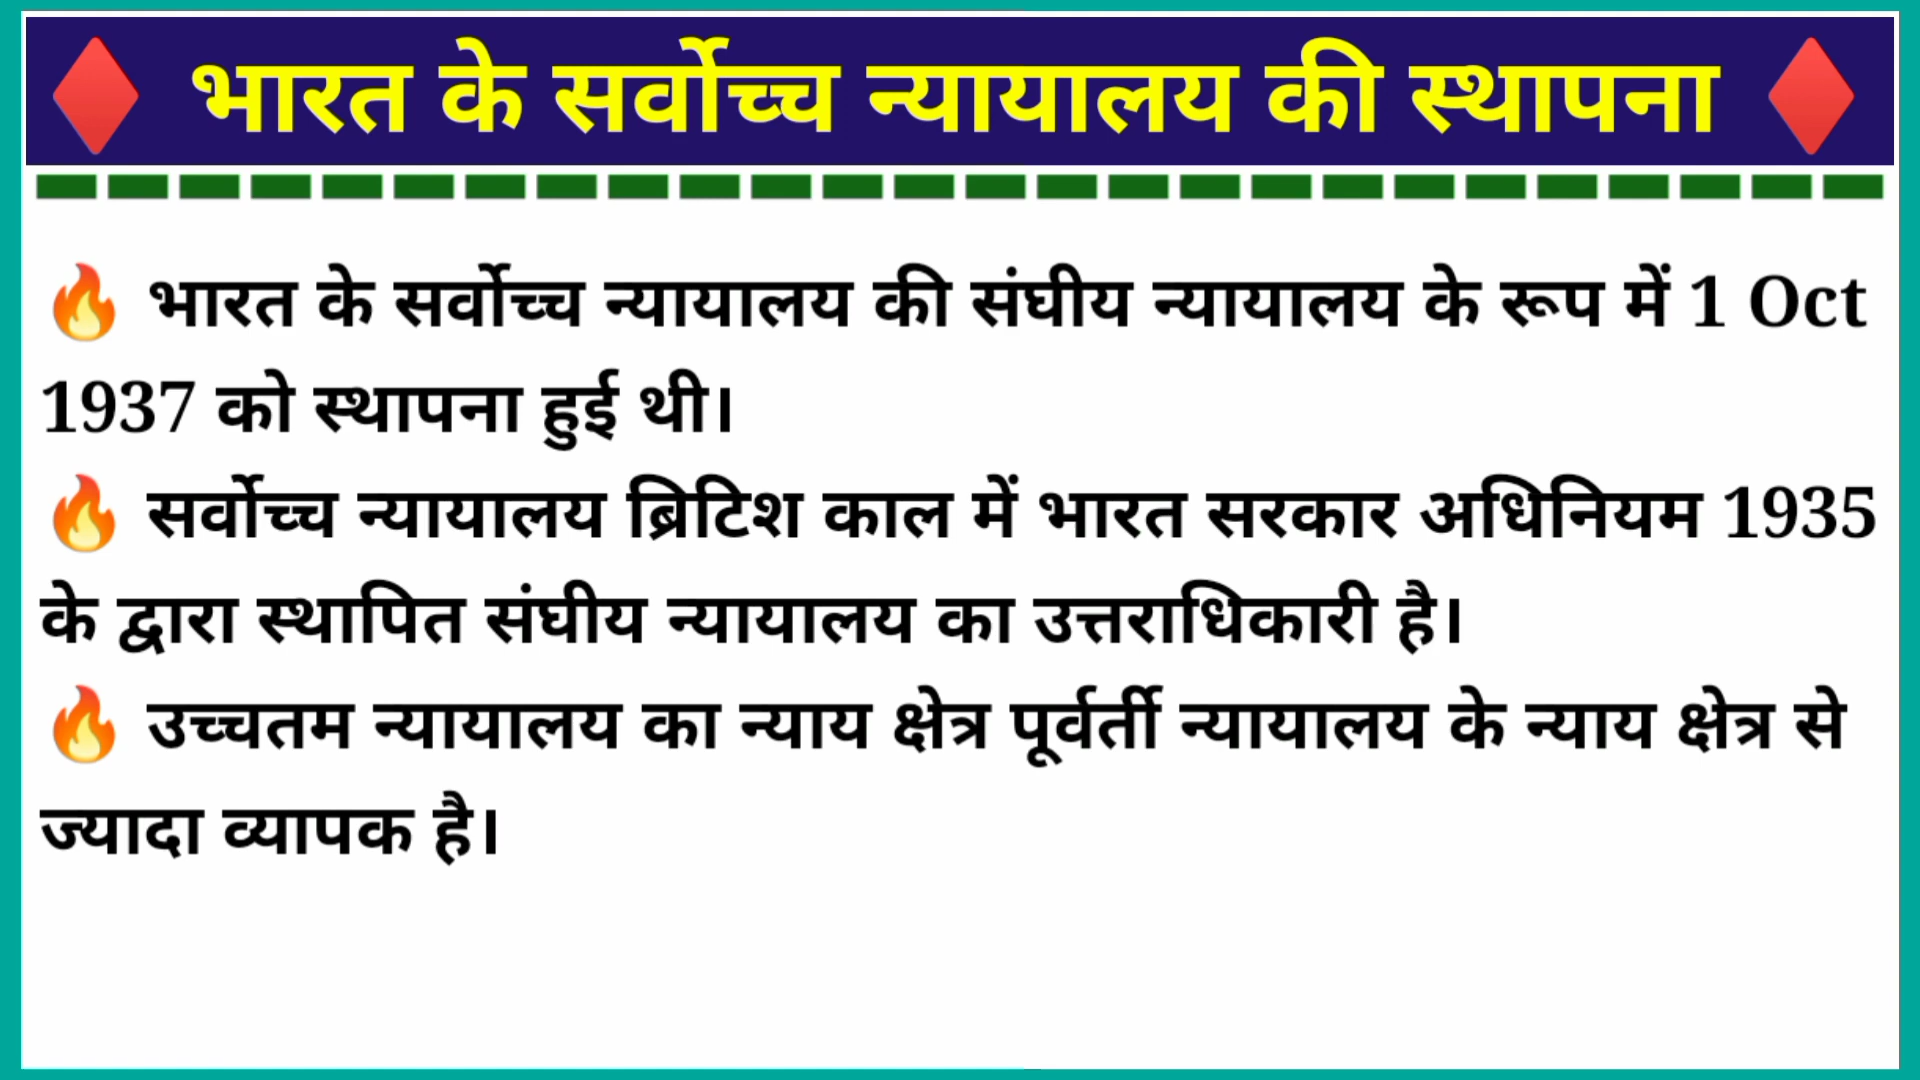 ♦️ भारत के सर्वोच्च न्यायालय की स्थापना ♦️
🔥 भारत के सर्वोच्च न्यायालय की संघीय न्यायालय के रूप में 1 Oct
1937 को स्थापना हुई थी।
🔥 सर्वोच्च न्यायालय ब्रिटिश काल में भारत सरकार अधिनियम 1935
के द्वारा स्थापित संघीय न्यायालय का उत्तराधिकारी है।
🔥 उच्चतम न्यायालय का न्याय क्षेत्र पूर्वर्ती न्यायालय के न्याय क्षेत्र से
ज्यादा व्यापक है।